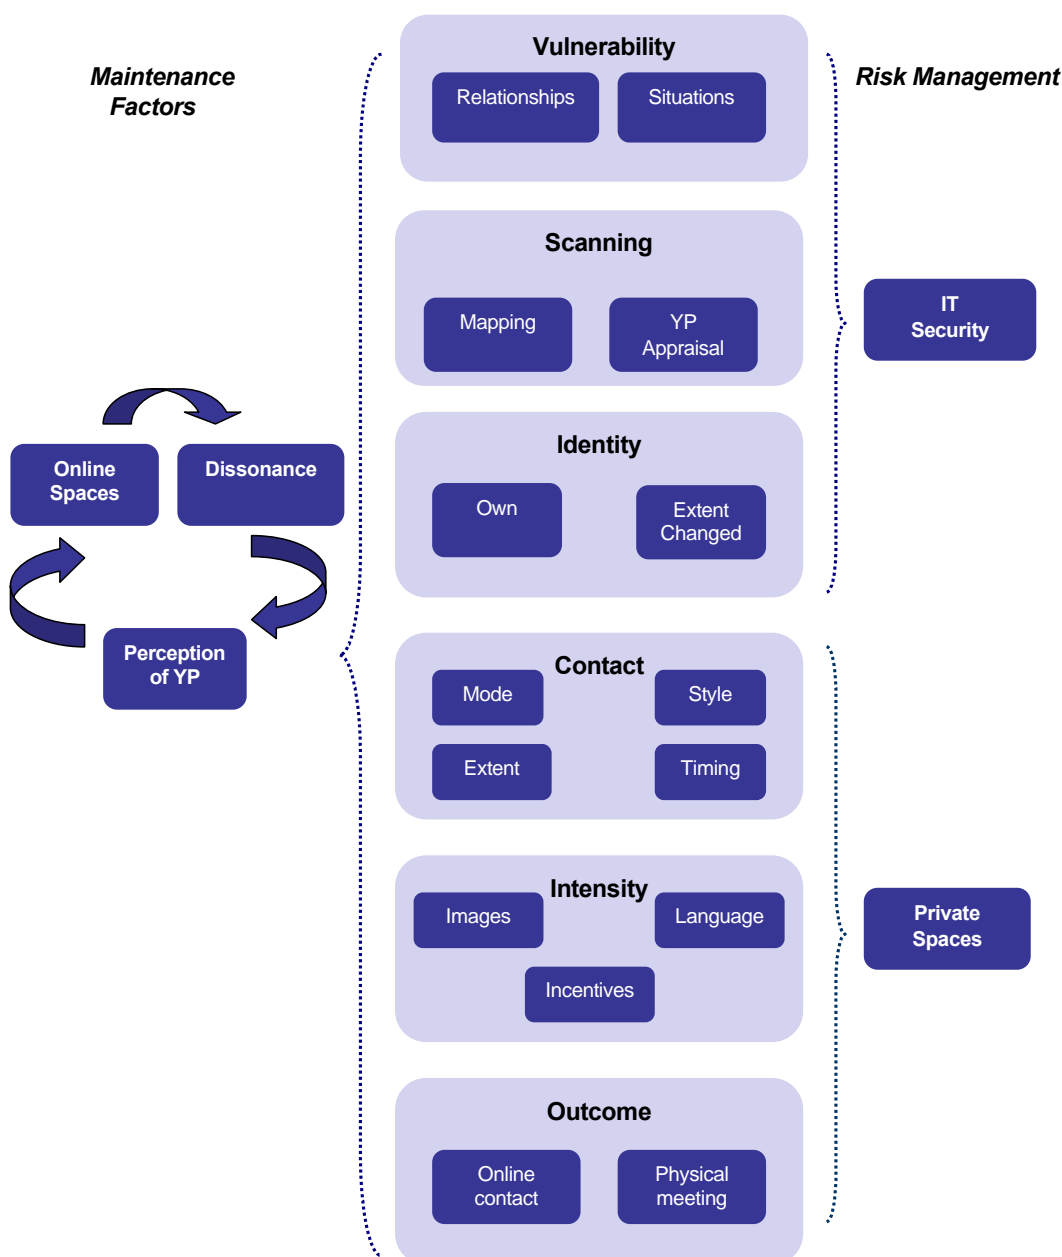 Maintenance
Factors
Online
Spaces
Dissonance
Perception
of YP
Vulnerability
Relationships
Situations
Scanning
Mapping
YP
Appraisal
Identity
Own
Extent
Changed
Contact
Mode
Style
Extent
Timing
Intensity
Images
Language
Incentives
Outcome
Online
contact
Physical
meeting
Risk Management
IT
Security
Private
Spaces